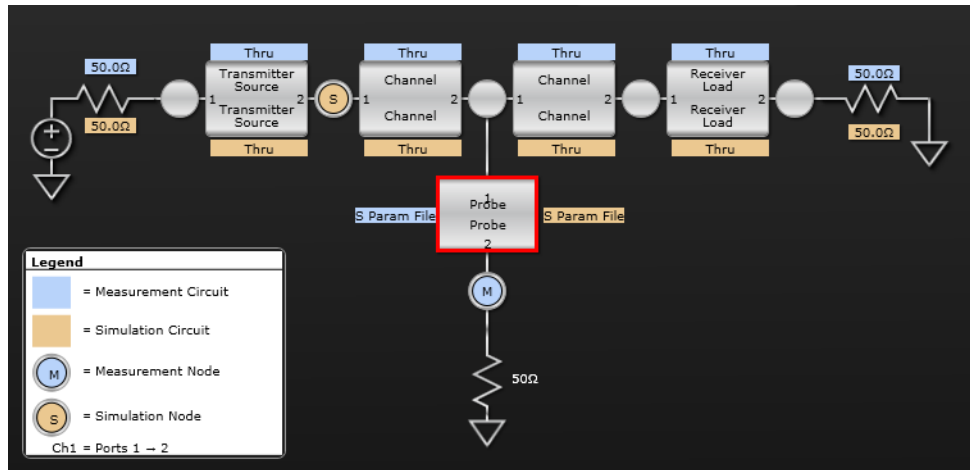 Thru
Thru
Thru
Thru
50.0Ω
50.0Ω
Transmitter
Source
Channel
Channel
Receiver
Load
1
2
S
1
2
1
2
1
2
Transmitter
Source
Channel
Channel
Receiver
Load
50.0Ω
50.0Ω
Thru
Thru
Thru
Thru
1
Probe
S Param File
S Param File
Probe
2
M
50Ω
Legend
= Measurement Circuit
= Simulation Circuit
M
= Measurement Node
S
= Simulation Node
Ch1 = Ports 1 → 2